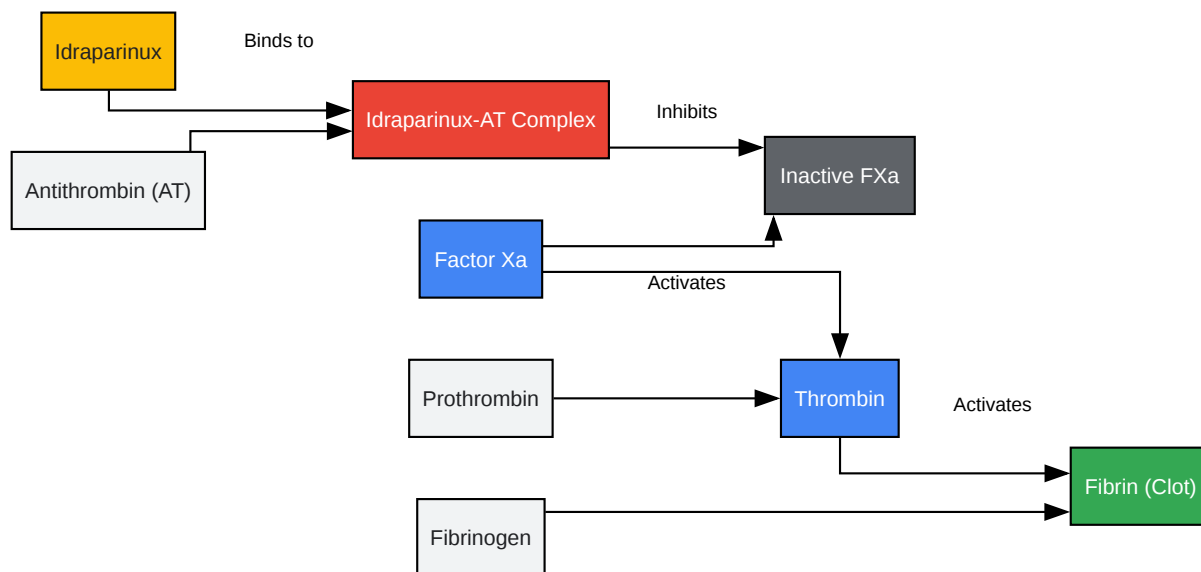 Idraparinux
Binds to
Idraparinux-AT Complex
Inhibits
Antithrombin (AT)
Inactive FXa
Factor Xa
Activates
Prothrombin
Thrombin
Activates
Fibrin (Clot)
Fibrinogen